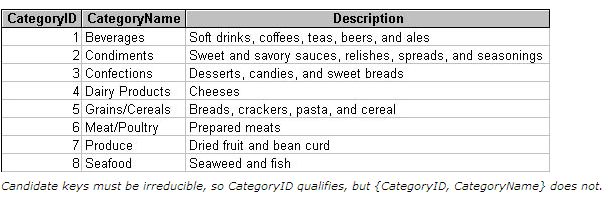 CategoryID CategoryName Description
1 Beverages Soft drinks, coffees, teas, beers, and ales
2 Condiments Sweet and savory sauces, relishes, spreads, and seasonings
3 Confections Desserts, candies, and sweet breads
4 Dairy Products Cheeses
5 Grains/Cereals Breads, crackers, pasta, and cereal
6 Meat/Poultry Prepared meats
7 Produce Dried fruit and bean curd
8 Seafood Seaweed and fish
Candidate keys must be irreducible, so CategoryID qualifies, but {CategoryID, CategoryName} does not.